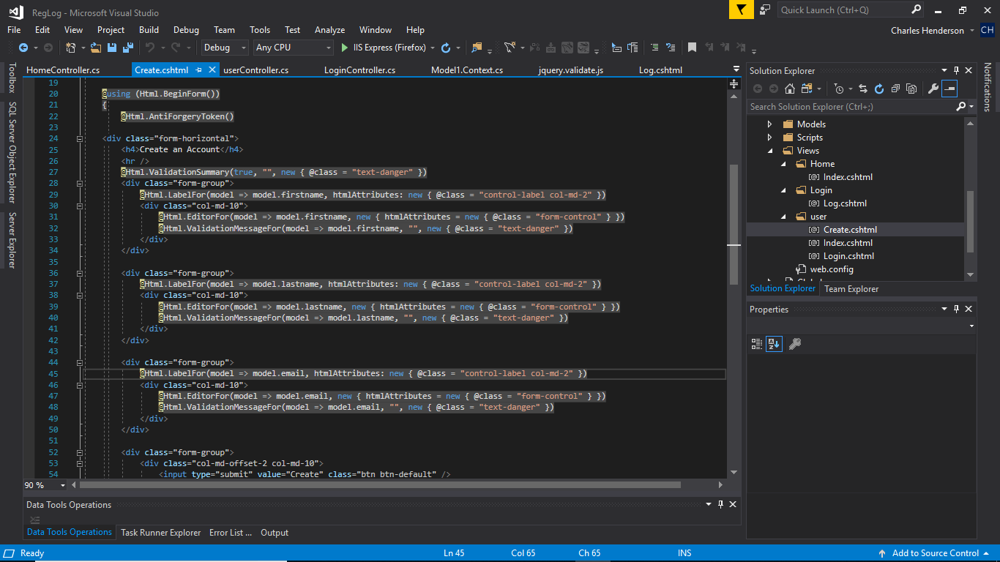 RegLog - Microsoft Visual Studio
Quick Launch (Ctrl+Q)
File Edit View Project Build Debug Team Tools Test Analyze Window Help
Charles Henderson CH
Debug Any CPU IIS Express (Firefox)
HomeController.cs Create.cshtml userController.cs LoginController.cs Model1.Context.cs jquery.validate.js Log.cshtml
Toolbox
SQL Server Object Explorer
Server Explorer
19
20 @using (Html.BeginForm())
21 {
22 @Html.AntiForgeryToken()
23
24 <div class="form-horizontal">
25 <h4>Create an Account</h4>
26 <hr />
27 @Html.ValidationSummary(true, "", new { @class = "text-danger" })
28 <div class="form-group">
29 @Html.LabelFor(model => model.firstname, htmlAttributes: new { @class = "control-label col-md-2" })
30 <div class="col-md-10">
31 @Html.EditorFor(model => model.firstname, new { htmlAttributes = new { @class = "form-control" } })
32 @Html.ValidationMessageFor(model => model.firstname, "", new { @class = "text-danger" })
33 </div>
34 </div>
35
36 <div class="form-group">
37 @Html.LabelFor(model => model.lastname, htmlAttributes: new { @class = "control-label col-md-2" })
38 <div class="col-md-10">
39 @Html.EditorFor(model => model.lastname, new { htmlAttributes = new { @class = "form-control" } })
40 @Html.ValidationMessageFor(model => model.lastname, "", new { @class = "text-danger" })
41 </div>
42 </div>
43
44 <div class="form-group">
45 @Html.LabelFor(model => model.email, htmlAttributes: new { @class = "control-label col-md-2" })
46 <div class="col-md-10">
47 @Html.EditorFor(model => model.email, new { htmlAttributes = new { @class = "form-control" } })
48 @Html.ValidationMessageFor(model => model.email, "", new { @class = "text-danger" })
49 </div>
50 </div>
51
52 <div class="form-group">
53 <div class="col-md-offset-2 col-md-10">
54 <input type="submit" value="Create" class="btn btn-default" />
90 %
Solution Explorer
Search Solution Explorer (Ctrl+;)
Models
Scripts
Views
Home
Index.cshtml
Login
Log.cshtml
user
Create.cshtml
Index.cshtml
Login.cshtml
web.config
Solution Explorer Team Explorer
Properties
Notifications
Data Tools Operations
Data Tools Operations Task Runner Explorer Error List ... Output
Ready Ln 45 Col 65 Ch 65 INS Add to Source Control